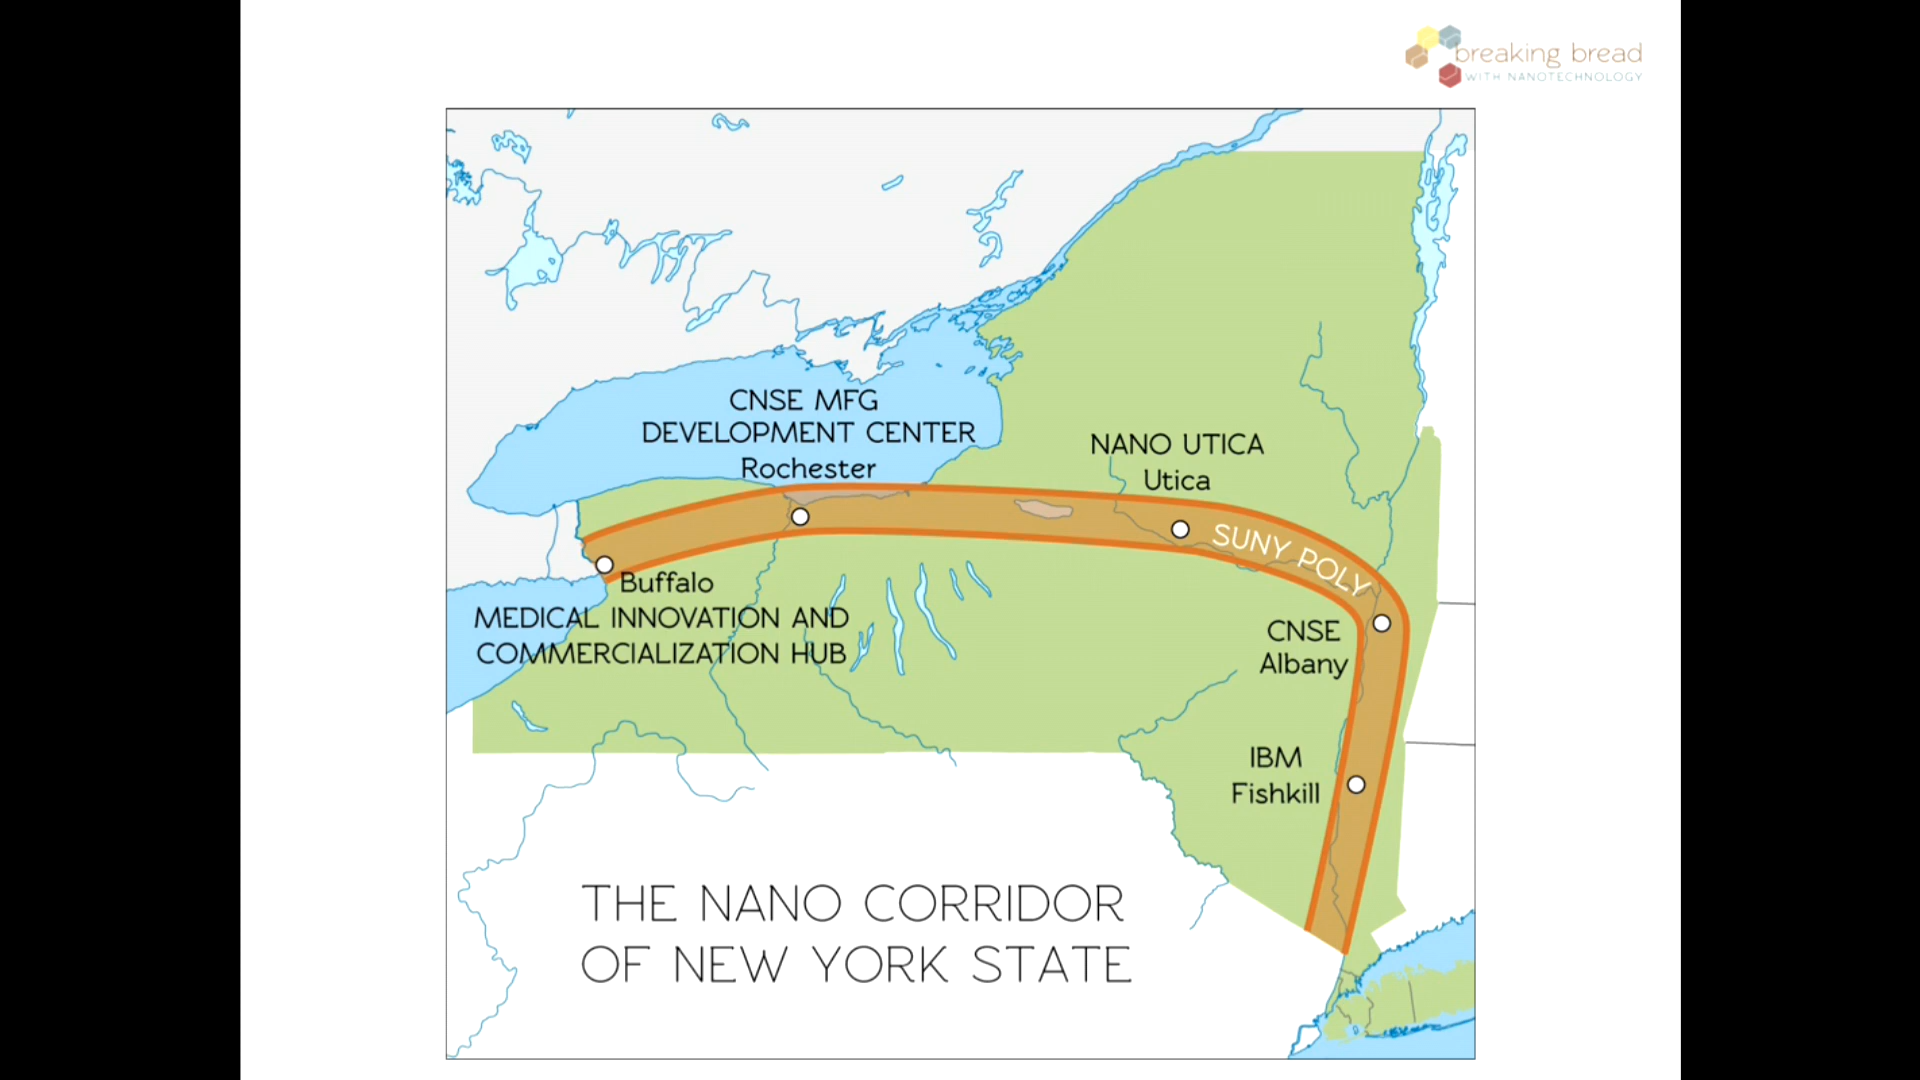 breaking bread
WITH NANOTECHNOLOGY
CNSE MFG
DEVELOPMENT CENTER
Rochester
NANO UTICA
Utica
SUNY POLY
Buffalo
MEDICAL INNOVATION AND
COMMERCIALIZATION HUB
CNSE
Albany
IBM
Fishkill
THE NANO CORRIDOR
OF NEW YORK STATE